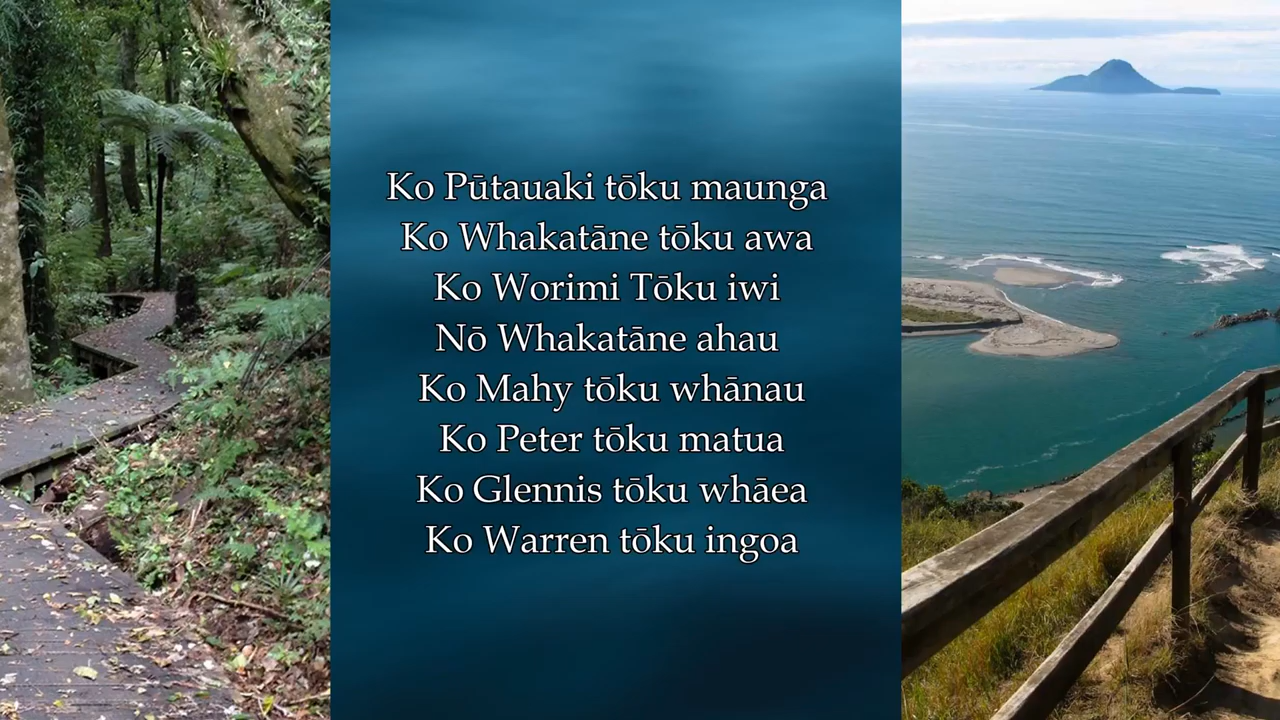 Ko Pūtauaki tōku maunga
Ko Whakatāne tōku awa
Ko Worimi Tōku iwi
Nō Whakatāne ahau
Ko Mahy tōku whānau
Ko Peter tōku matua
Ko Glennis tōku whāea
Ko Warren tōku ingoa